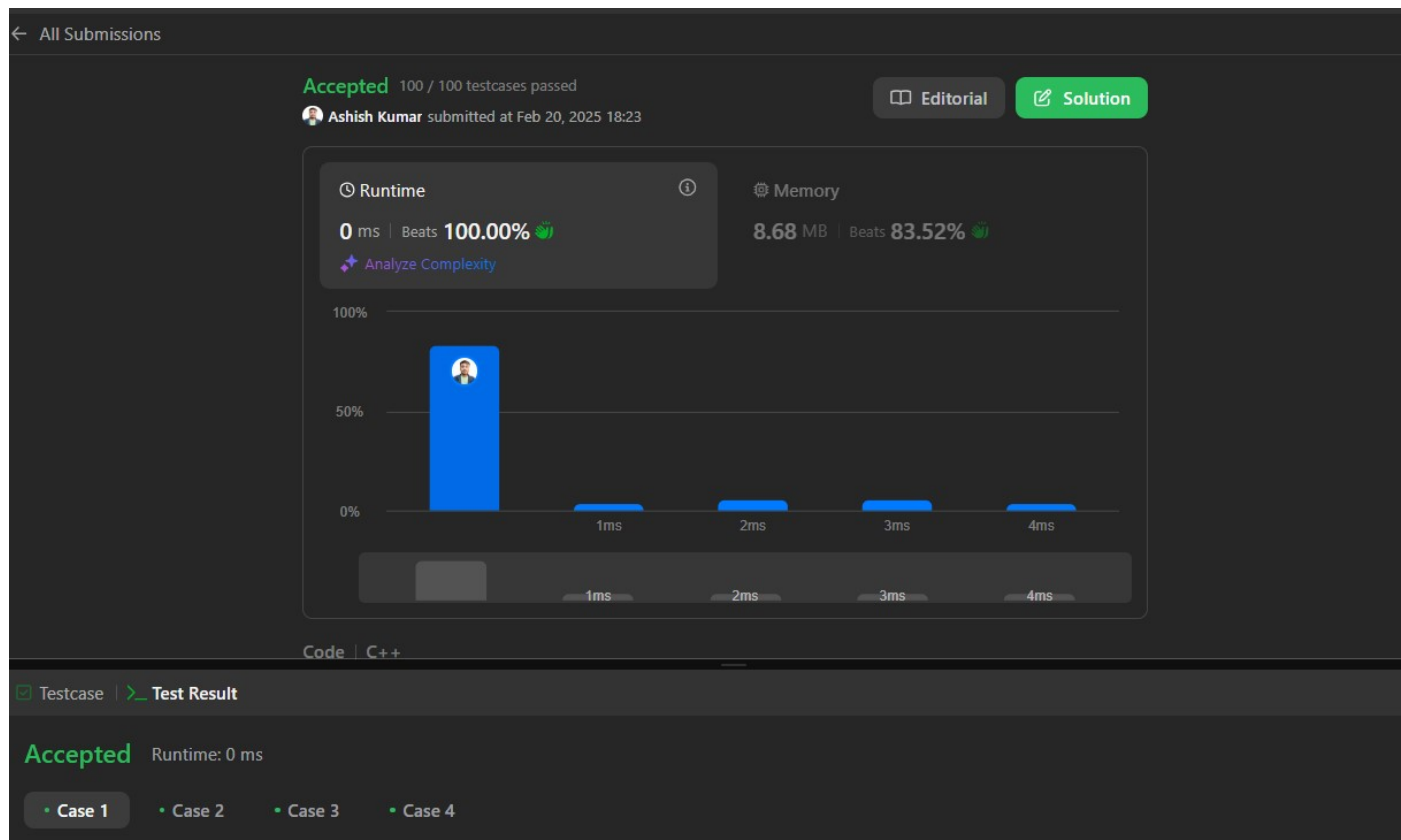 ← All Submissions
Accepted 100 / 100 testcases passed
Ashish Kumar submitted at Feb 20, 2025 18:23
Editorial
Solution
Runtime
0 ms | Beats 100.00%
Analyze Complexity
Memory
8.68 MB | Beats 83.52%
100%
50%
0%
1ms 2ms 3ms 4ms
1ms 2ms 3ms 4ms
Code | C++
Testcase | >_ Test Result
Accepted Runtime: 0 ms
• Case 1 • Case 2 • Case 3 • Case 4